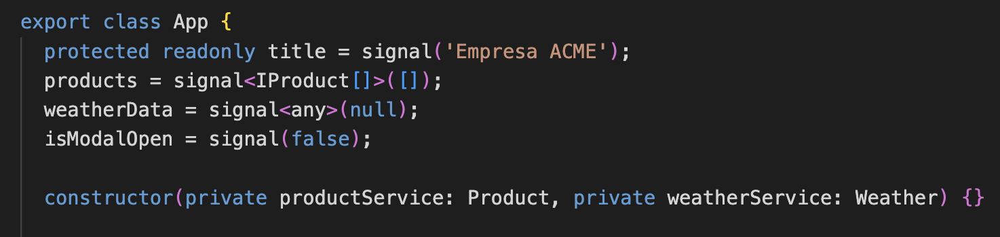 export class App {
protected readonly title = signal('Empresa ACME');
products = signal<IProduct[]>([]);
weatherData = signal<any>(null);
isModalOpen = signal(false);
constructor(private productService: Product, private weatherService: Weather) {}